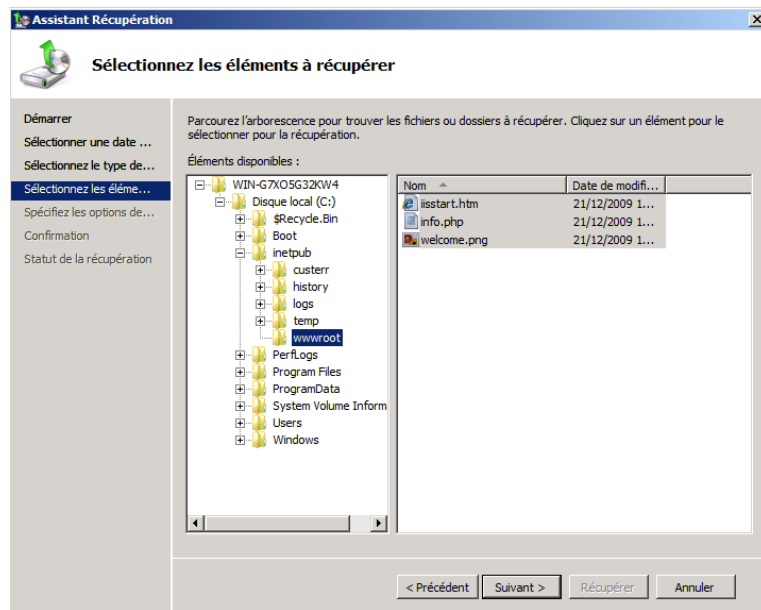 Assistant Récupération
Sélectionnez les éléments à récupérer
Démarrer
Sélectionner une date ...
Sélectionnez le type de...
Sélectionnez les éléme...
Spécifiez les options de...
Confirmation
Statut de la récupération
Parcourez l'arborescence pour trouver les fichiers ou dossiers à récupérer. Cliquez sur un élément pour le
sélectionner pour la récupération.
Éléments disponibles :
WIN-G7XO5G32KW4
Disque local (C:)
$Recycle.Bin
Boot
inetpub
custerr
history
logs
temp
wwwroot
PerfLogs
Program Files
ProgramData
System Volume Inform
Users
Windows
Nom Date de modifi...
iisstart.htm 21/12/2009 1...
info.php 21/12/2009 1...
welcome.png 21/12/2009 1...
< Précédent Suivant > Récupérer Annuler